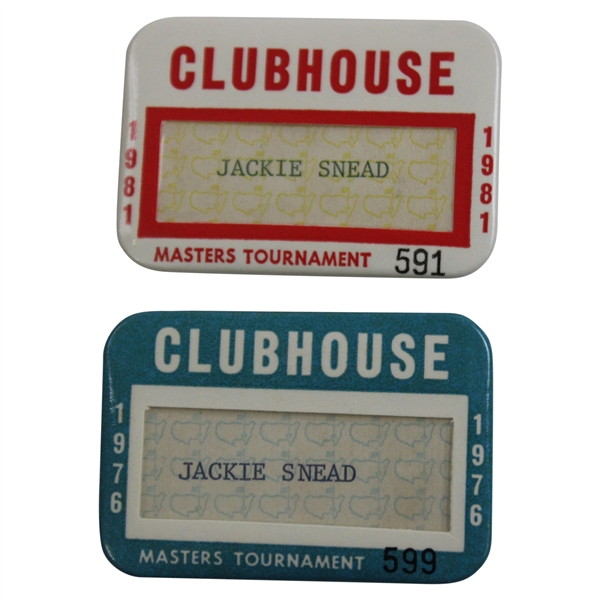 CLUBHOUSE
1981
JACKIE SNEAD
1981
MASTERS TOURNAMENT 591
CLUBHOUSE
1976
JACKIE SNEAD
1976
MASTERS TOURNAMENT 599